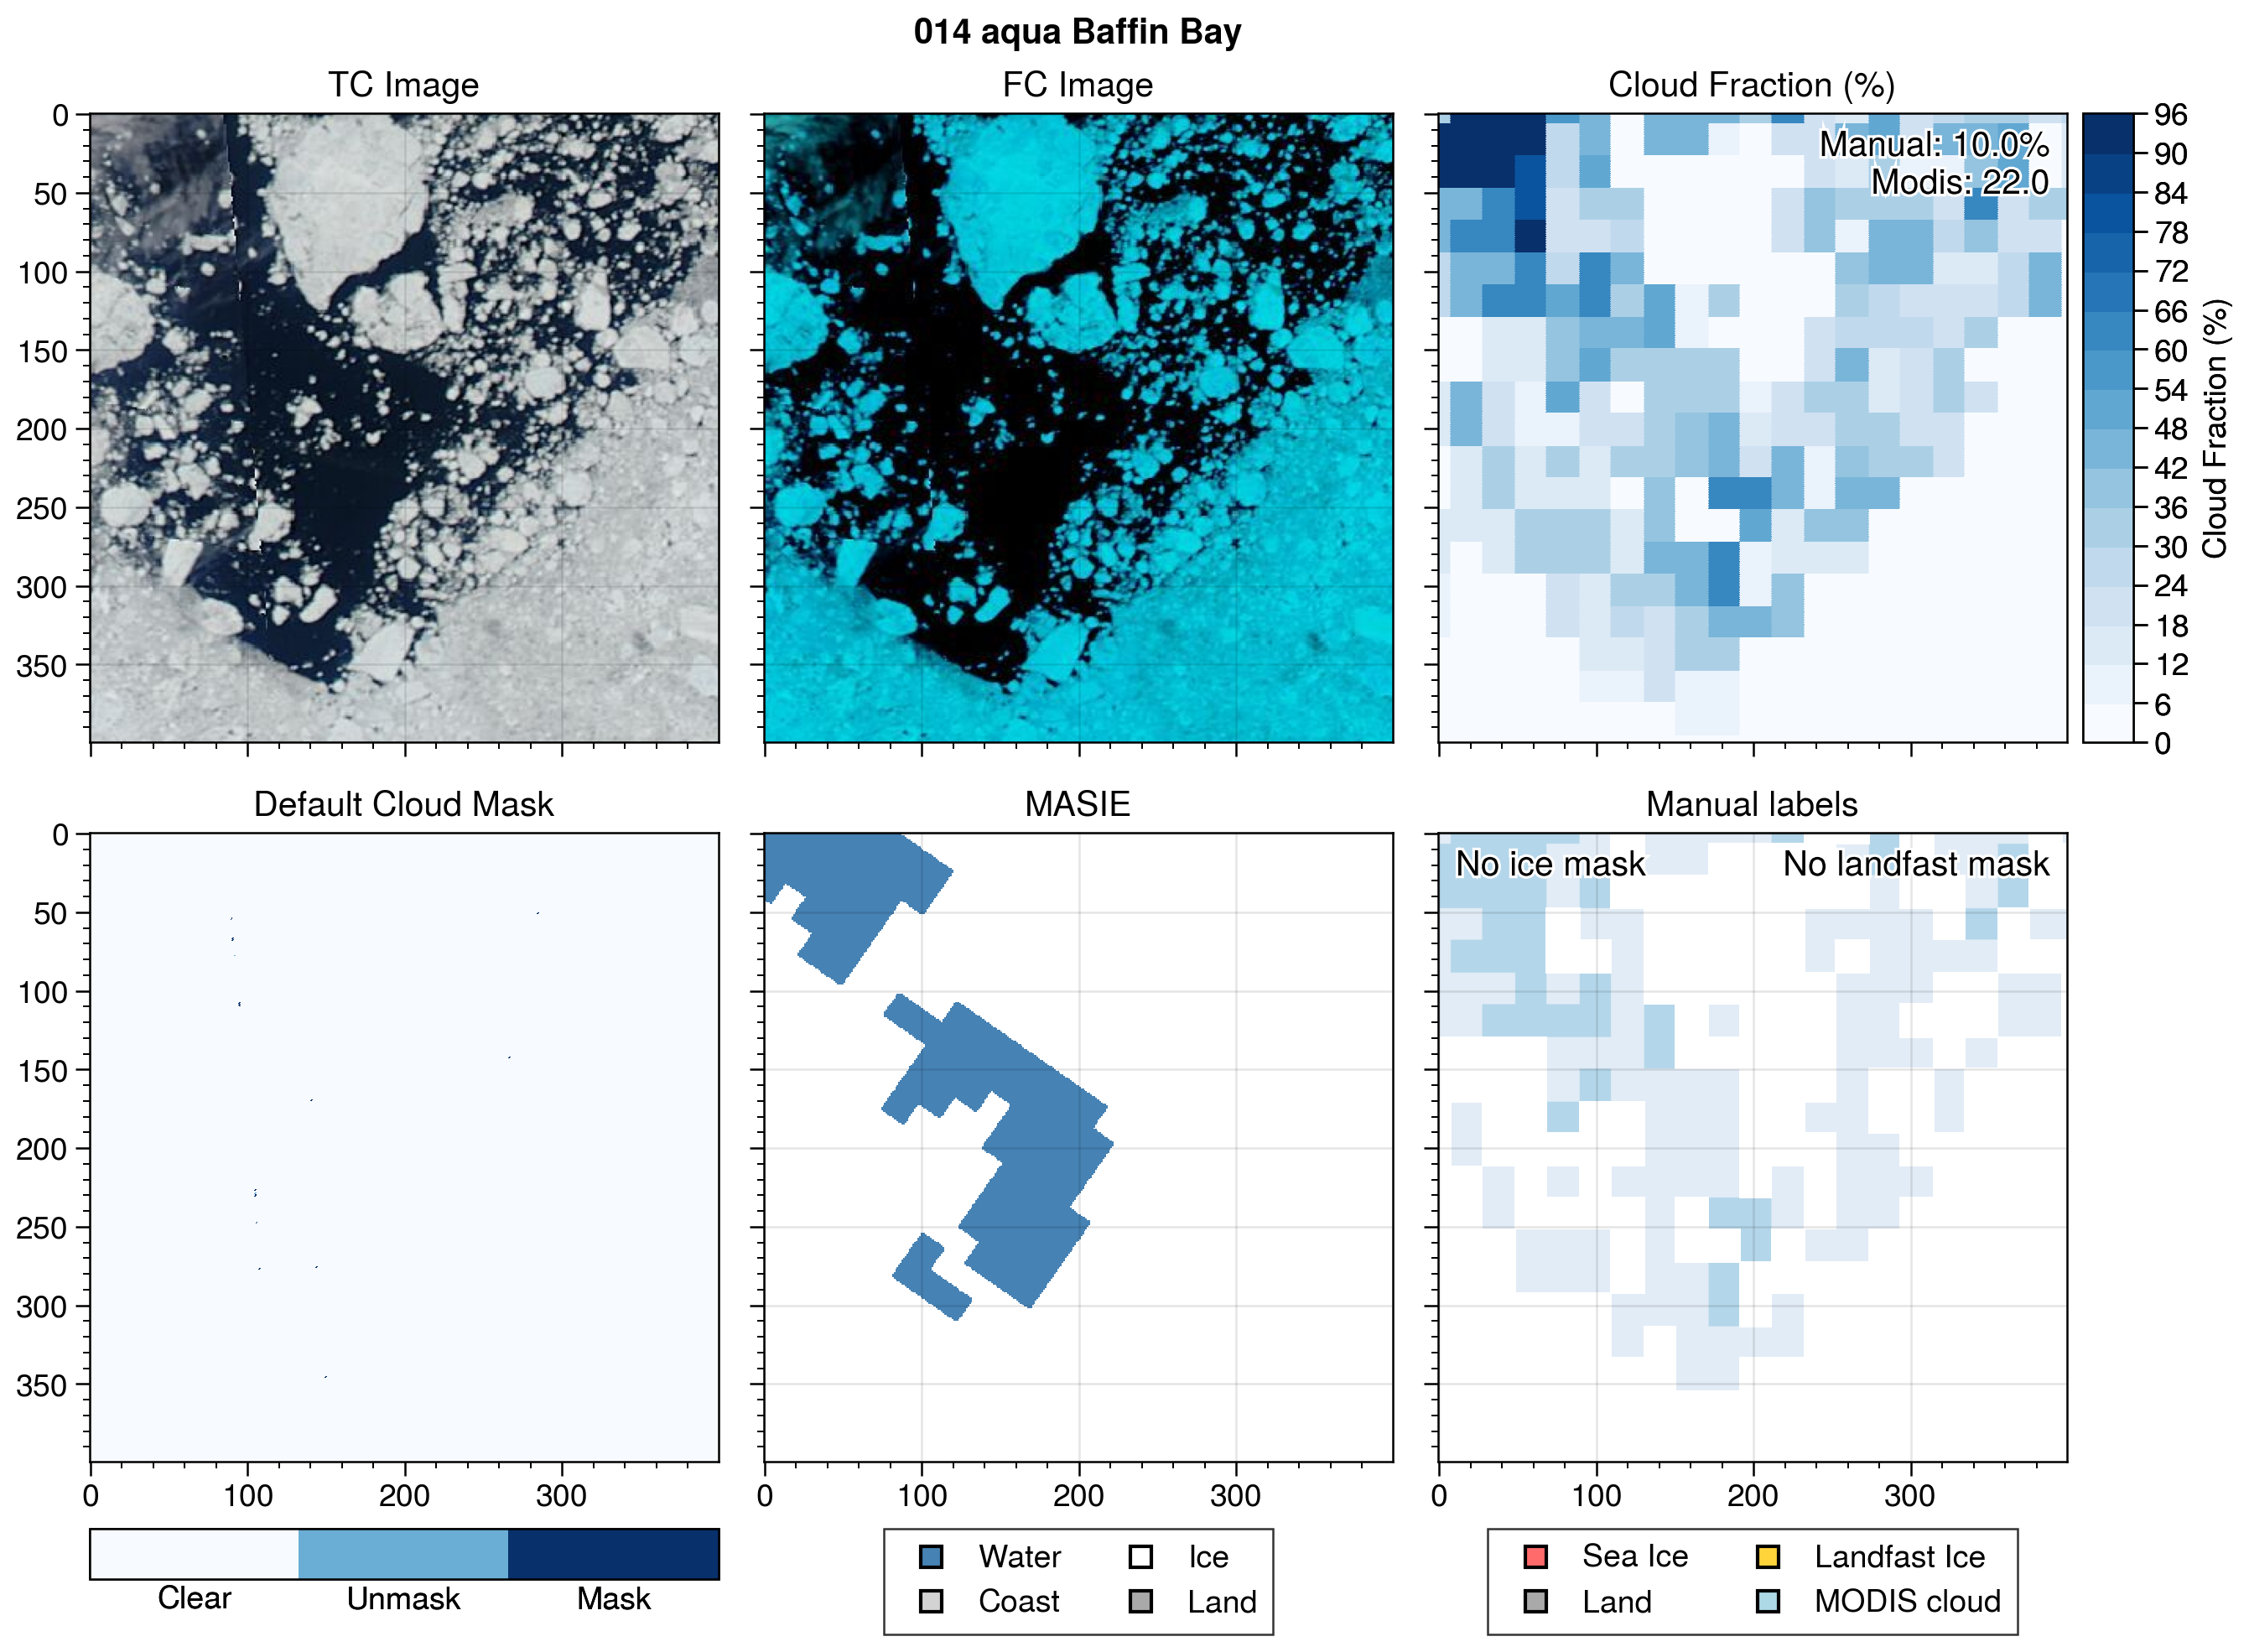 014 aqua Baffin Bay
TC Image
FC Image
Cloud Fraction (%)
0
50
100
150
200
250
300
350
Manual: 10.0%
Modis: 22.0
96
90
84
78
72
66
60
54
48
42
36
30
24
18
12
6
0
Cloud Fraction (%)
Default Cloud Mask
MASIE
Manual labels
0
50
100
150
200
250
300
350
No ice mask
No landfast mask
0
100
200
300
0
100
200
300
0
100
200
300
Clear
Unmask
Mask
Water
Ice
Coast
Land
Sea Ice
Landfast Ice
Land
MODIS cloud